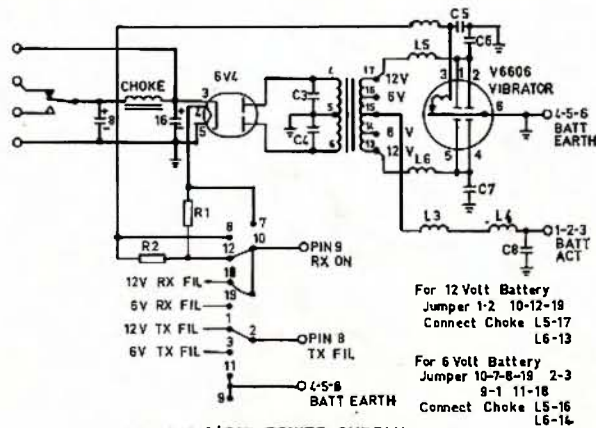 C5
C6
L5
V6606
VIBRATOR
3 1 2
6
5 4
4-5-6
BATT
EARTH
CHOKE
6V4
3
4
5
8
16
C3
C4
4
5
6
17
12V
16
6V
15
14
6 V
13
12 V
L6
C7
L3
L4
C8
1-2-3
BATT
ACT
R1
R2
7
8
10
12
PIN 9
RX ON
12V RX FIL
18
6V RX FIL
19
12V TX FIL
1
2
PIN 8
TX FIL
6V TX FIL
3
11
9
4-5-6
BATT EARTH
For 12 Volt Battery
Jumper 1-2 10-12-19
Connect Choke L5-17
L6-13
For 6 Volt Battery
Jumper 10-7-8-19 2-3
9-1 11-18
Connect Choke L5-16
L6-14